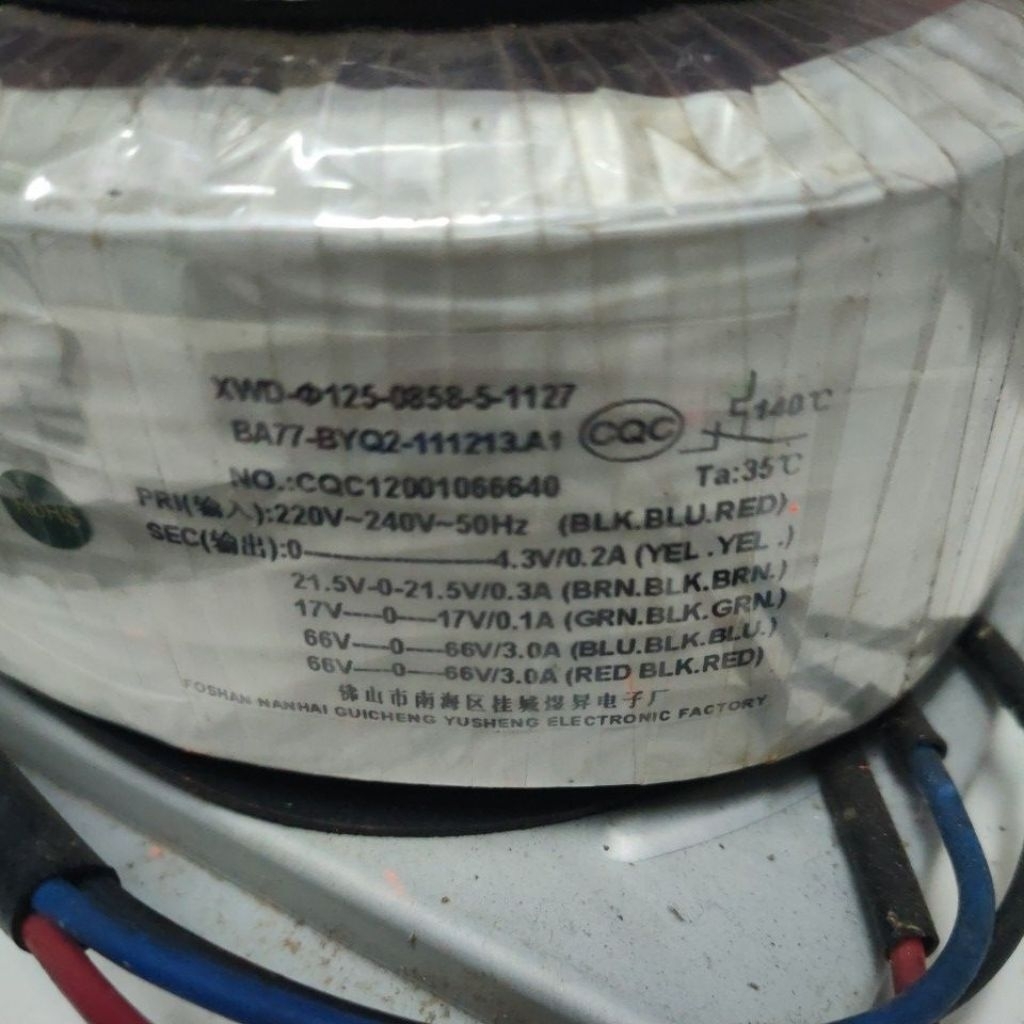 XWD-Φ125-0858-5-1127
BA77-BYQ2-111213.A1
CQC
140℃
NO.:CQC12001066640
Ta:35℃
PRI(输入):220V~240V~50Hz (BLK.BLU.RED)
SEC(输出):0——4.3V/0.2A (YEL .YEL .)
21.5V-0-21.5V/0.3A (BRN.BLK.BRN.)
17V——0——17V/0.1A (GRN.BLK.GRN.)
66V——0——66V/3.0A (BLU.BLK.BLU.)
66V——0——66V/3.0A (RED BLK.RED)
佛山市南海区桂城煜昇电子厂
FOSHAN NANHAI GUICHENG YUSHENG ELECTRONIC FACTORY